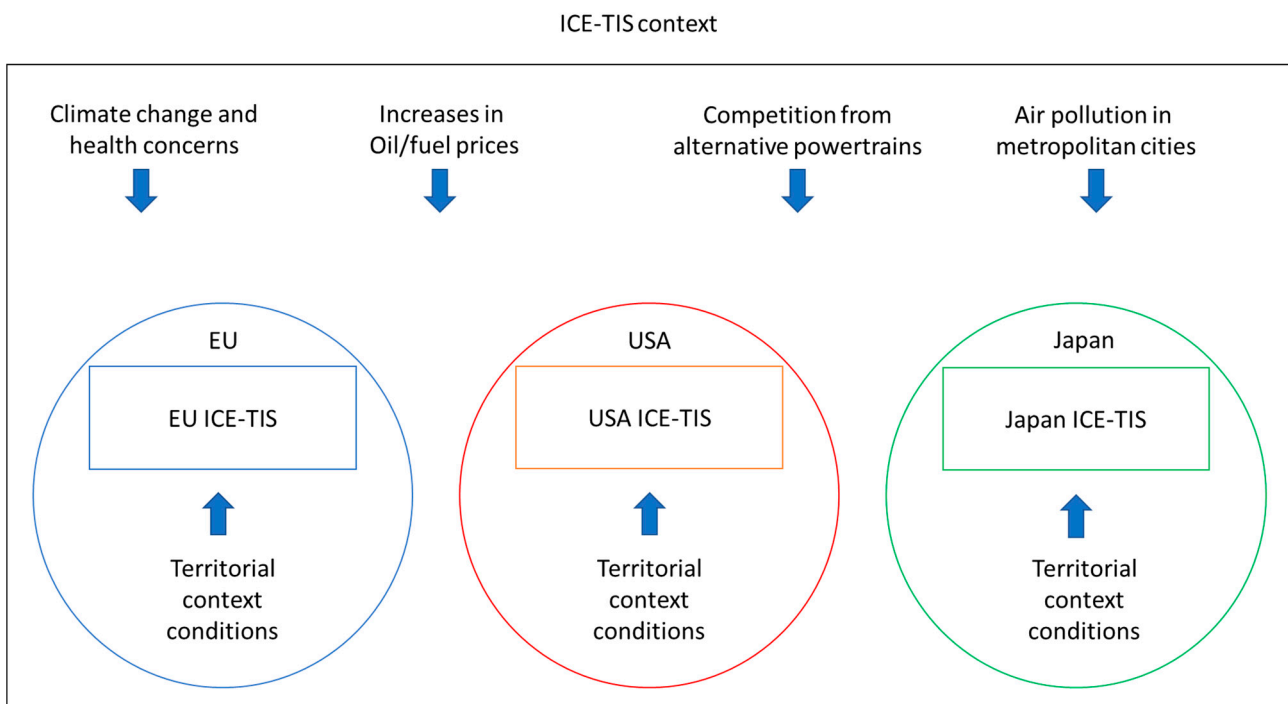 ICE-TIS context
Climate change and
health concerns
Increases in
Oil/fuel prices
Competition from
alternative powertrains
Air pollution in
metropolitan cities
EU
EU ICE-TIS
Territorial
context
conditions
USA
USA ICE-TIS
Territorial
context
conditions
Japan
Japan ICE-TIS
Territorial
context
conditions